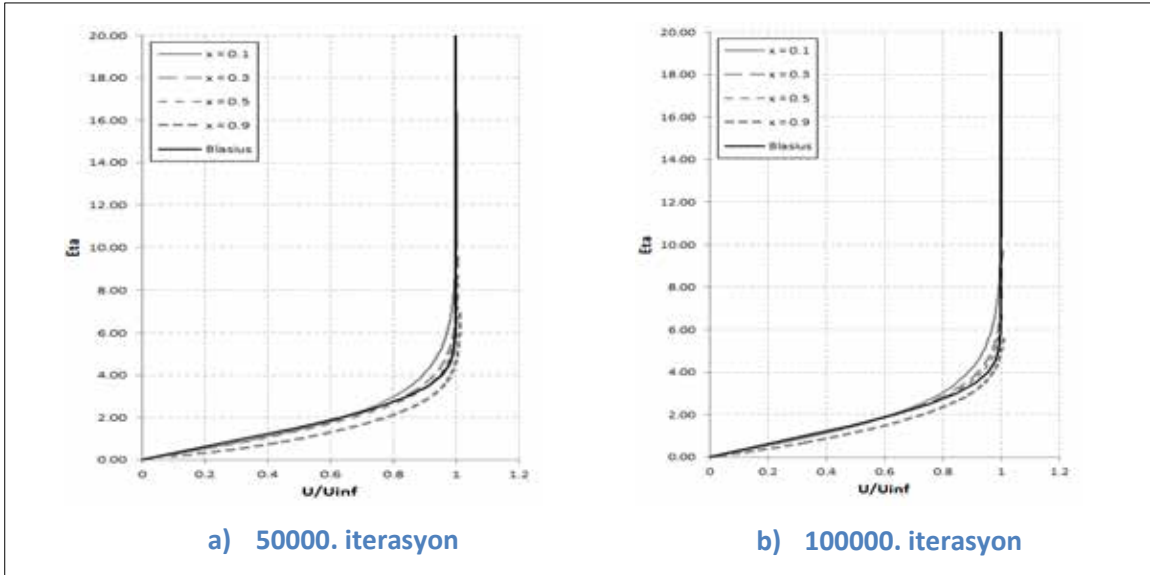 20.00
18.00
16.00
14.00
12.00
10.00
8.00
6.00
4.00
2.00
0.00
Eta
x = 0.1
x = 0.3
x = 0.5
x = 0.9
Blasius
0 0.2 0.4 0.6 0.8 1 1.2
U/Uinf
a) 50000. iterasyon
20.00
18.00
16.00
14.00
12.00
10.00
8.00
6.00
4.00
2.00
0.00
Eta
x = 0.1
x = 0.3
x = 0.5
x = 0.9
Blasius
0 0.2 0.4 0.6 0.8 1 1.2
U/Uinf
b) 100000. iterasyon